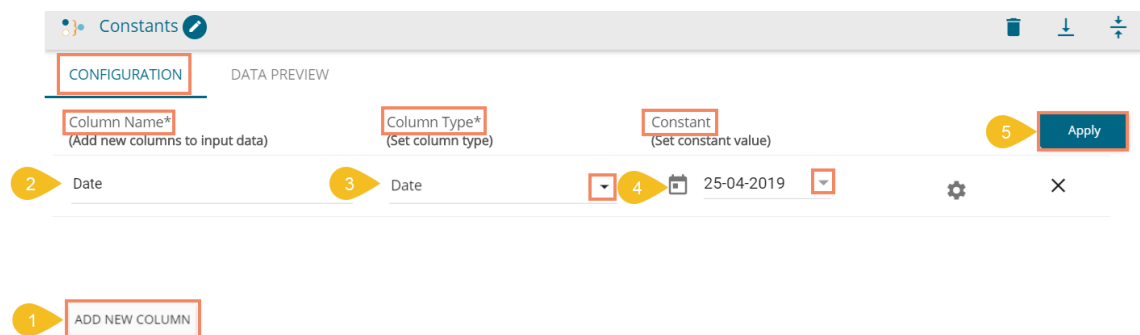 Constants
CONFIGURATION DATA PREVIEW
Column Name* Column Type* Constant
(Add new columns to input data) (Set column type) (Set constant value)
5 Apply
2 Date 3 Date 4 25-04-2019
1 ADD NEW COLUMN